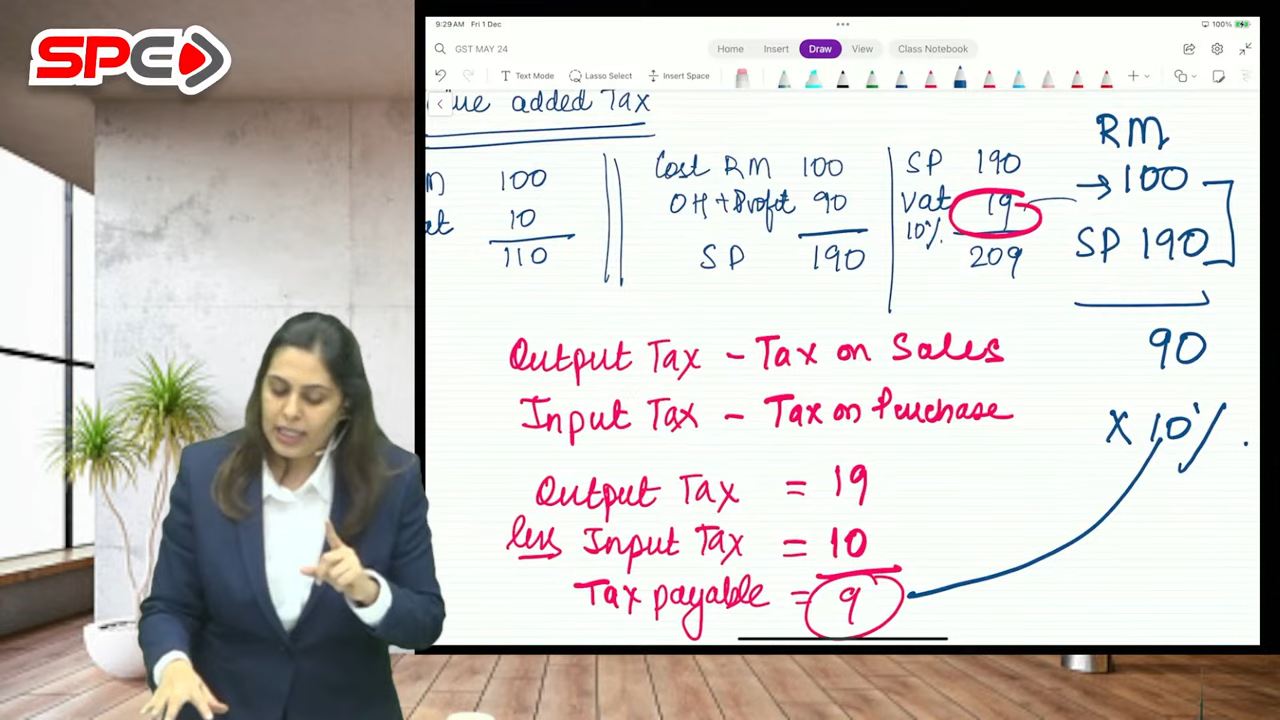 SPED
9:29 AM Fri 1 Dec
100%
GST MAY 24
Home Insert Draw View Class Notebook
Text Mode Lasso Select Insert Space
ue added Tax
M 100
at 10
110
Cost RM 100
OH + Profit 90
SP 190
SP 190
Vat 19
10%
209
RM
→ 100
SP 190
90
X 10%.
Output Tax - Tax on Sales
Input Tax - Tax on Purchase
Output Tax = 19
less Input Tax = 10
Tax payable = 9